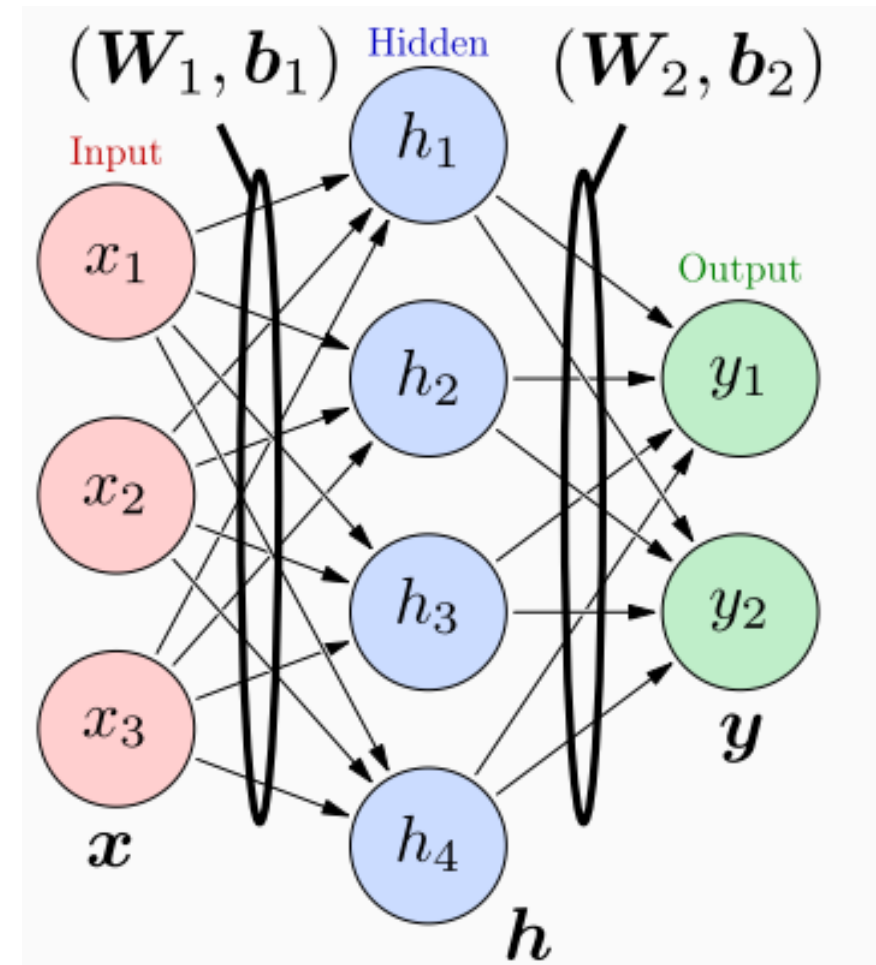 (W₁, b₁)
Hidden
(W₂, b₂)
Input
h₁
x₁
Output
h₂
y₁
x₂
h₃
y₂
x₃
y
h₄
x
h